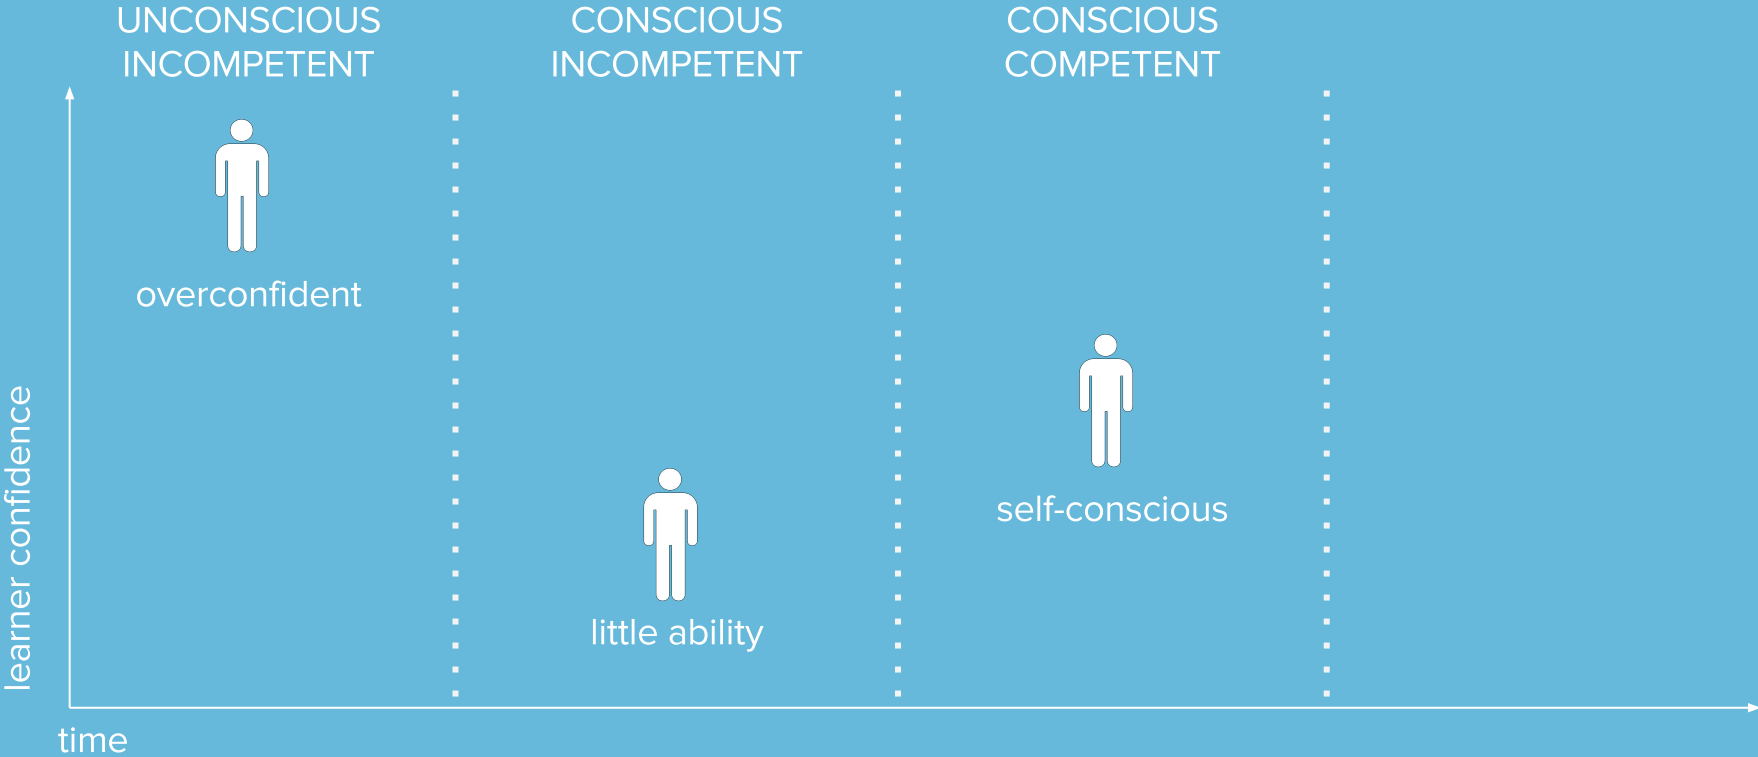 UNCONSCIOUS
INCOMPETENT
CONSCIOUS
INCOMPETENT
CONSCIOUS
COMPETENT
overconfident
little ability
self-conscious
learner confidence
time